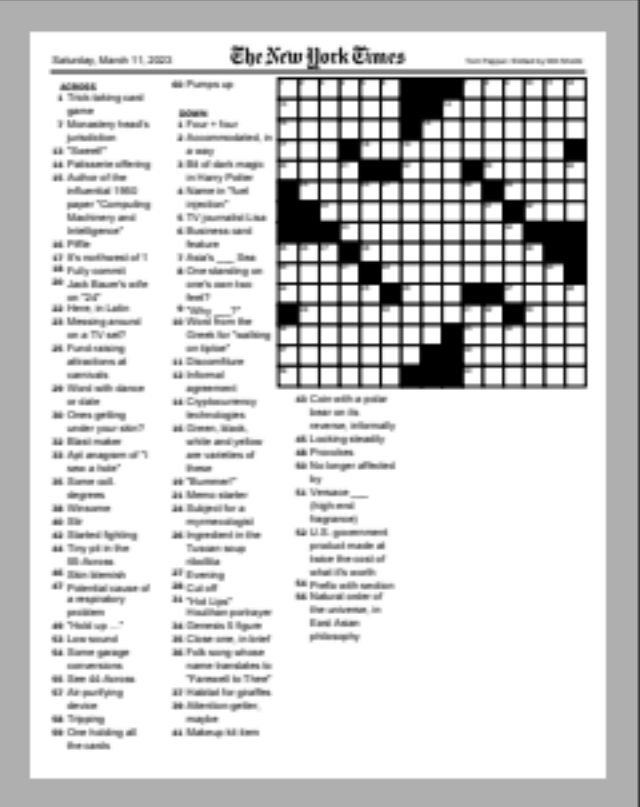 Saturday, March 11, 2023
The New York Times
ACROSS
1 Trick-taking card
game
7 Monastery head's
jurisdiction
13 "Sweet!"
14 Patisserie offering
15 Author of the
influential 1950
paper "Computing
Machinery and
Intelligence"
16 Piffle
17 It's northwest of 1
18 Fully commit
20 Jack Bauer's wife
on "24"
22 Here, in Latin
23 Messing around
on a TV set?
25 Fund-raising
attractions at
carnivals
29 Word with dance
or date
30 Ones getting
under your skin?
32 Blast maker
33 Apt anagram of "I
sew a hole"
35 Some coll.
degrees
38 Winsome
40 Stir
42 Started fighting
44 Tiny pit in the
55-Across
46 Skin blemish
47 Potential cause of
a respiratory
problem
49 "Hold up ..."
53 Low sound
54 Some garage
conversions
55 See 44-Across
57 Air-purifying
device
58 Tripping
59 One holding all
the cards
60 Pumps up
DOWN
1 Four + four
2 Accommodated, in
a way
3 Bit of dark magic
in Harry Potter
4 Name in "fuel
injection"
5 TV journalist Lisa
6 Business card
feature
7 Asia's ___ Sea
8 One standing on
one's own two
feet?
9 "Why ___?"
10 Word from the
Greek for "walking
on tiptoe"
11 Discomfiture
12 Informal
agreement
14 Cryptocurrency
technologies
16 Green, black,
white and yellow
are varieties of
these
19 "Bummer!"
21 Memo starter
24 Subject for a
myrmecologist
26 Ingredient in the
Tuscan soup
ribollita
27 Evening
28 Cut off
31 "Hot Lips"
Houlihan portrayer
34 Genesis 5 figure
35 Close one, in brief
36 Folk song whose
name translates to
"Farewell to Thee"
37 Habitat for giraffes
39 Attention-getter,
maybe
41 Makeup kit item
43 Coin with a polar
bear on its
reverse, informally
45 Looking steadily
48 Provokes
50 No longer affected
by
51 Versace ___
(high-end
fragrance)
52 U.S. government
product made at
twice the cost of
what it's worth
54 Prefix with section
56 Natural order of
the universe, in
East Asian
philosophy